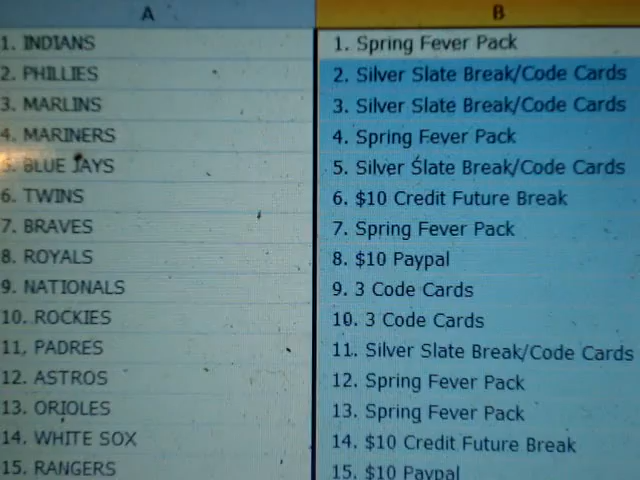 A B
1. INDIANS 1. Spring Fever Pack
2. PHILLIES 2. Silver Slate Break/Code Cards
3. MARLINS 3. Silver Slate Break/Code Cards
4. MARINERS 4. Spring Fever Pack
5. BLUE JAYS 5. Silver Slate Break/Code Cards
6. TWINS 6. $10 Credit Future Break
7. BRAVES 7. Spring Fever Pack
8. ROYALS 8. $10 Paypal
9. NATIONALS 9. 3 Code Cards
10. ROCKIES 10. 3 Code Cards
11. PADRES 11. Silver Slate Break/Code Cards
12. ASTROS 12. Spring Fever Pack
13. ORIOLES 13. Spring Fever Pack
14. WHITE SOX 14. $10 Credit Future Break
15. RANGERS 15. $10 Paypal